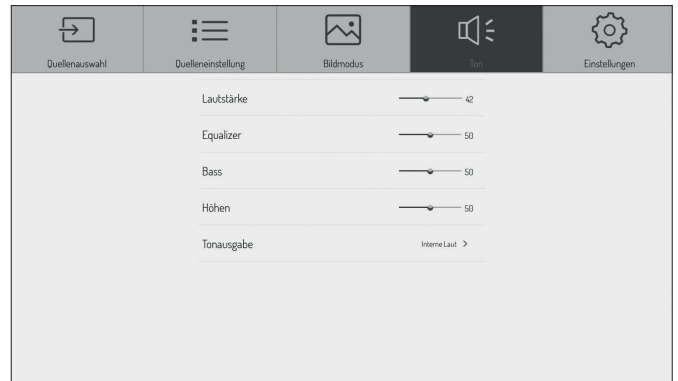 Quellenauswahl
Quelleneinstellung
Bildmodus
Ton
Einstellungen
Lautstärke 42
Equalizer 50
Bass 50
Höhen 50
Tonausgabe Interne Laut >